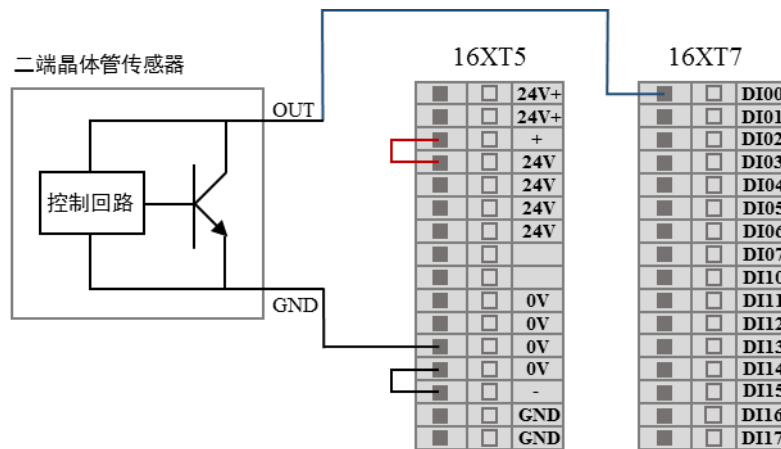 二端晶体管传感器
OUT
控制回路
GND
16XT5
24V+
24V+
+
24V
24V
24V
24V
0V
0V
0V
0V
-
GND
GND
16XT7
DI00
DI01
DI02
DI03
DI04
DI05
DI06
DI07
DI10
DI11
DI12
DI13
DI14
DI15
DI16
DI17